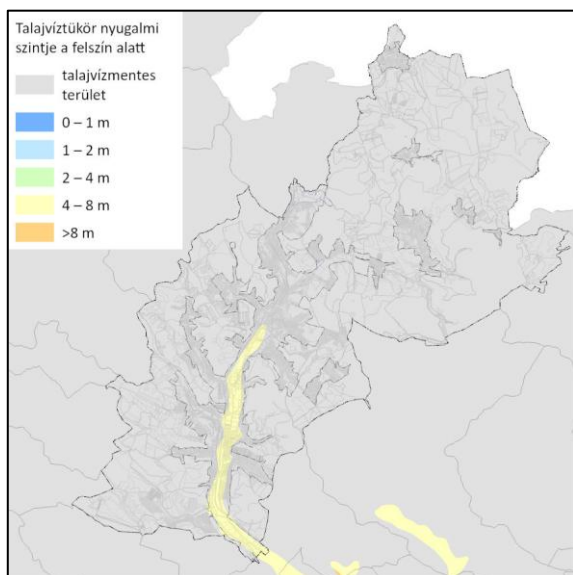 Talajvíztükör nyugalmi
szintje a felszín alatt
talajvízmentes
terület
0 – 1 m
1 – 2 m
2 – 4 m
4 – 8 m
>8 m